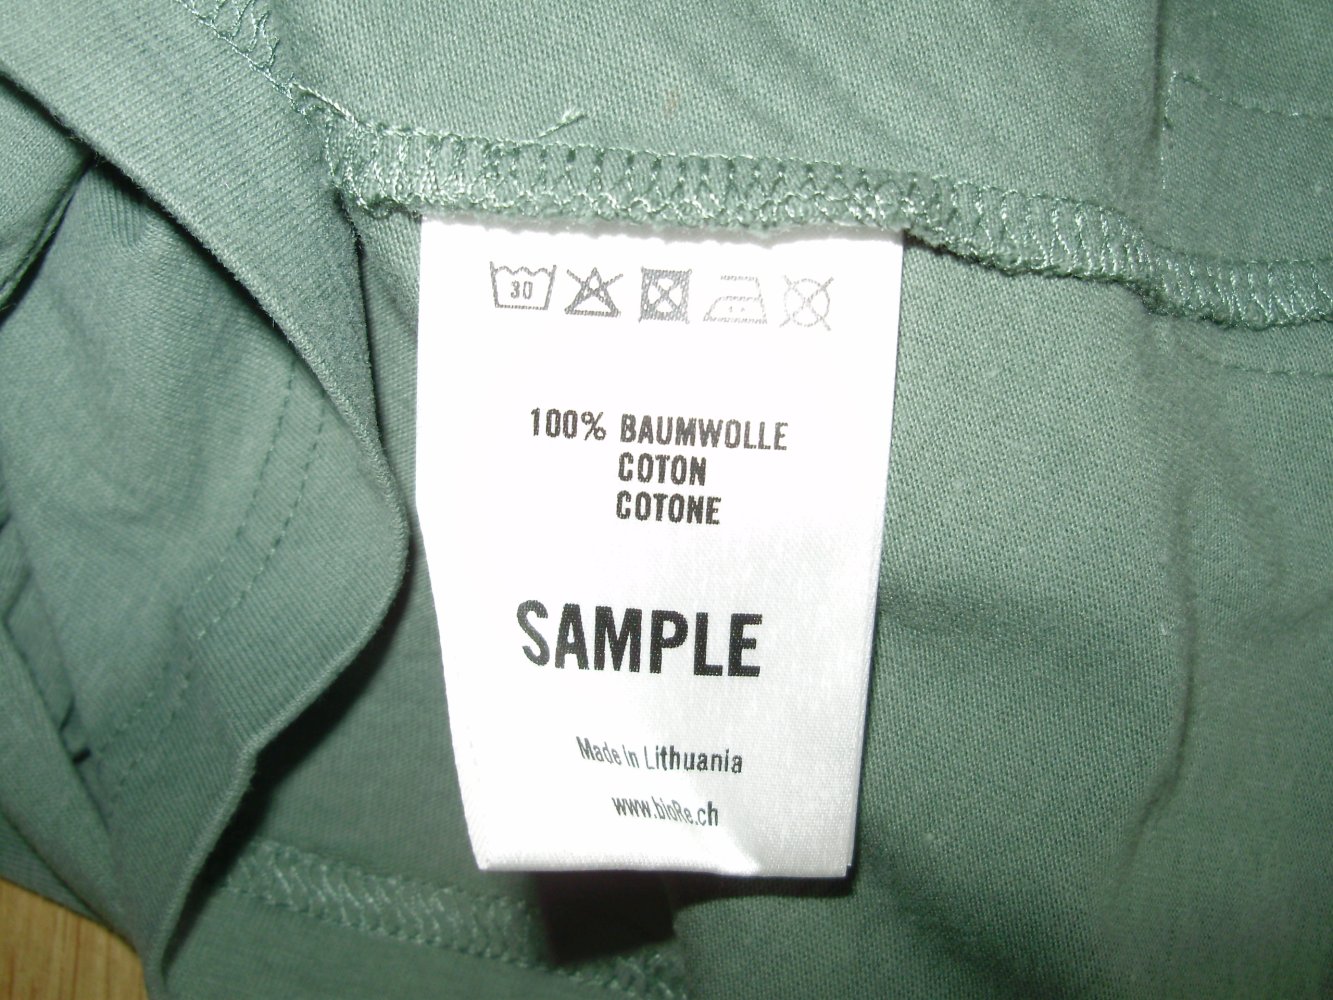 30
100% BAUMWOLLE
COTON
COTONE
SAMPLE
Made in Lithuania
www.bioRe.ch